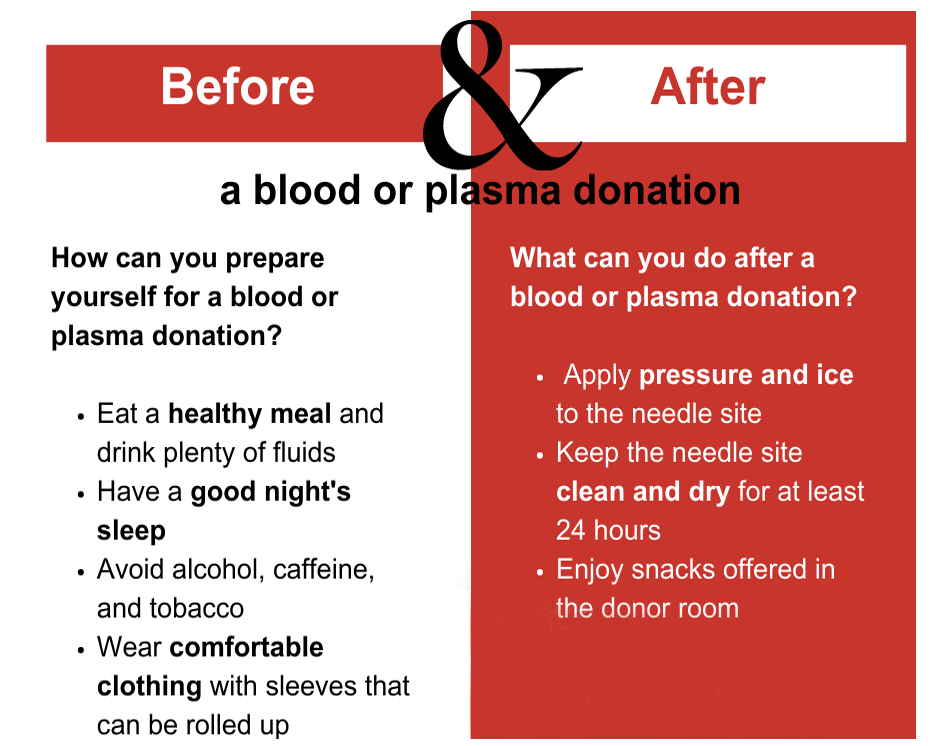 Before & After
a blood or plasma donation
How can you prepare
yourself for a blood or
plasma donation?
• Eat a healthy meal and
drink plenty of fluids
• Have a good night's
sleep
• Avoid alcohol, caffeine,
and tobacco
• Wear comfortable
clothing with sleeves that
can be rolled up
What can you do after a
blood or plasma donation?
• Apply pressure and ice
to the needle site
• Keep the needle site
clean and dry for at least
24 hours
• Enjoy snacks offered in
the donor room